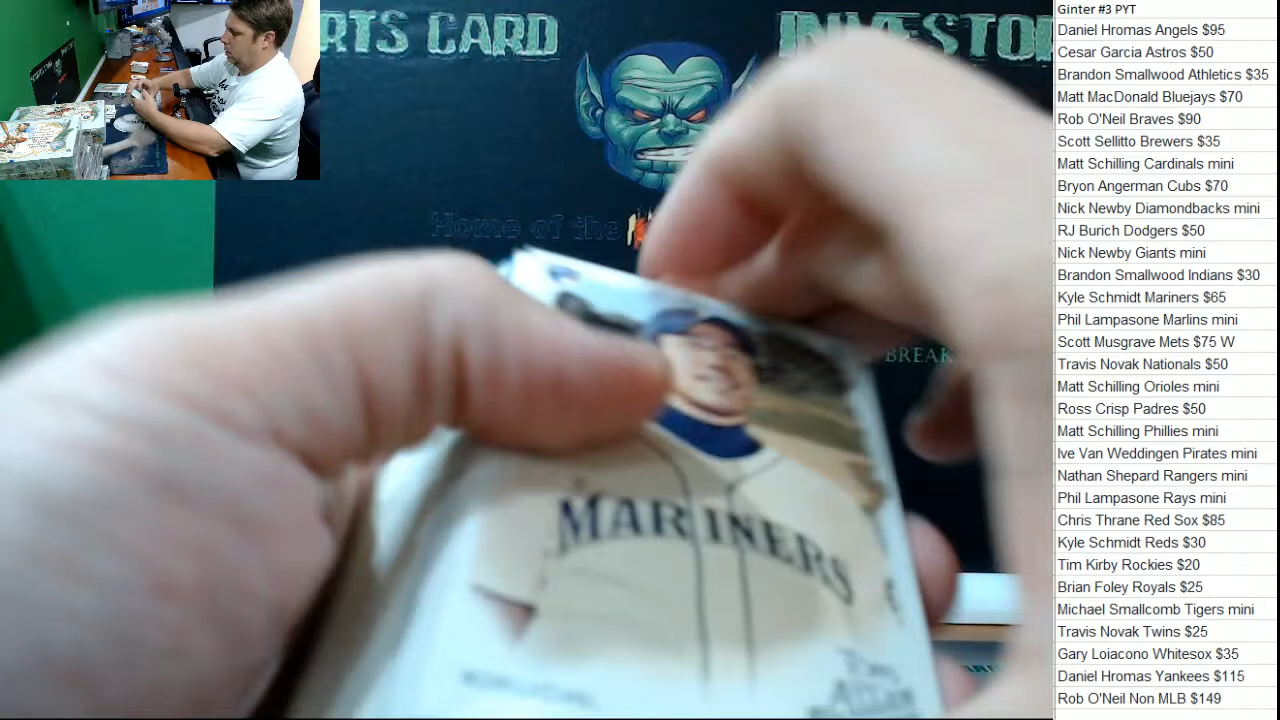 RTS CARD INVESTO
Home of the
BREAK
MARINERS
Ginter #3 PYT
Daniel Hromas Angels $95
Cesar Garcia Astros $50
Brandon Smallwood Athletics $35
Matt MacDonald Bluejays $70
Rob O'Neil Braves $90
Scott Sellitto Brewers $35
Matt Schilling Cardinals mini
Bryon Angerman Cubs $70
Nick Newby Diamondbacks mini
RJ Burich Dodgers $50
Nick Newby Giants mini
Brandon Smallwood Indians $30
Kyle Schmidt Mariners $65
Phil Lampasone Marlins mini
Scott Musgrave Mets $75 W
Travis Novak Nationals $50
Matt Schilling Orioles mini
Ross Crisp Padres $50
Matt Schilling Phillies mini
Ive Van Weddingen Pirates mini
Nathan Shepard Rangers mini
Phil Lampasone Rays mini
Chris Thrane Red Sox $85
Kyle Schmidt Reds $30
Tim Kirby Rockies $20
Brian Foley Royals $25
Michael Smallcomb Tigers mini
Travis Novak Twins $25
Gary Loiacono Whitesox $35
Daniel Hromas Yankees $115
Rob O'Neil Non MLB $149